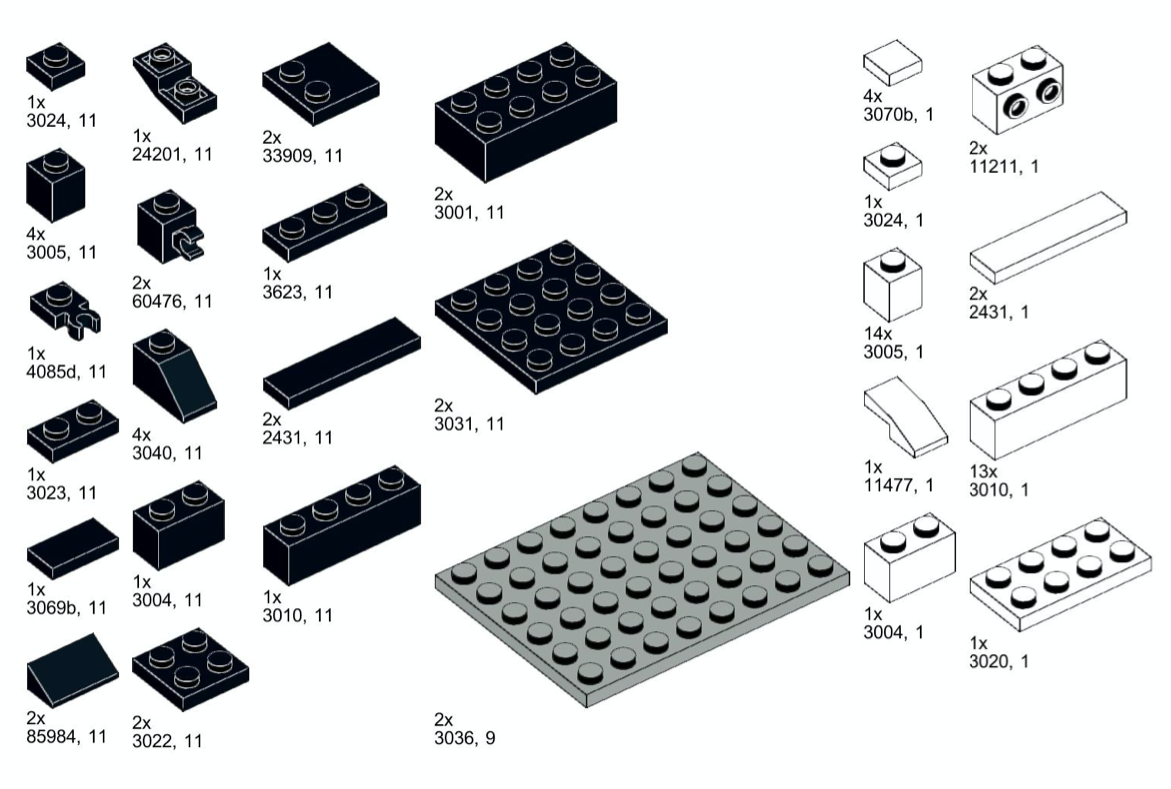 1x
3024, 11
4x
3005, 11
1x
4085d, 11
1x
3023, 11
1x
3069b, 11
2x
85984, 11
1x
24201, 11
2x
60476, 11
4x
3040, 11
1x
3004, 11
2x
3022, 11
2x
33909, 11
1x
3623, 11
2x
2431, 11
1x
3010, 11
2x
3001, 11
2x
3031, 11
2x
3036, 9
4x
3070b, 1
1x
3024, 1
14x
3005, 1
1x
11477, 1
1x
3004, 1
2x
11211, 1
2x
2431, 1
13x
3010, 1
1x
3020, 1